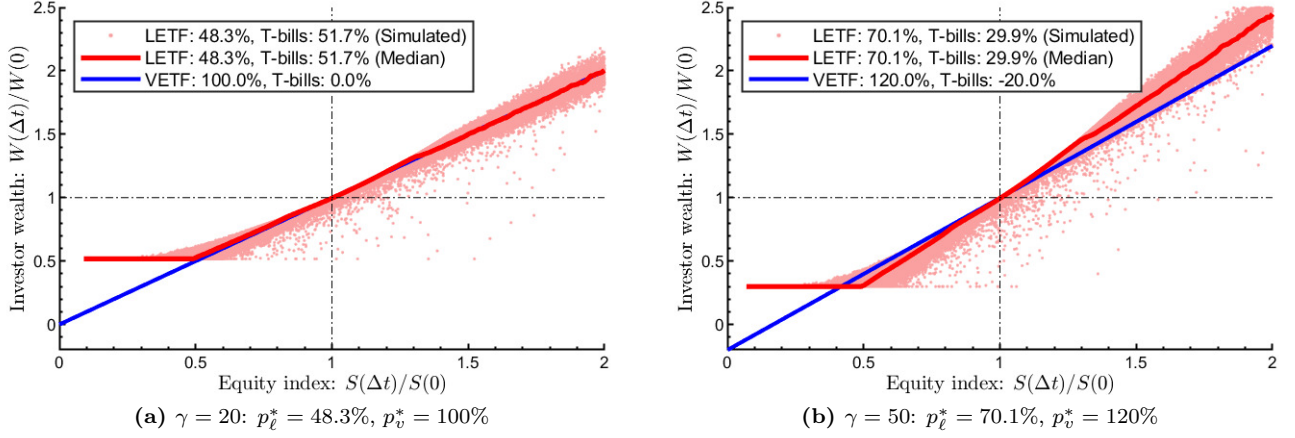 2.5
2
1.5
1
0.5
0
0
0.5
1
1.5
2
Investor wealth: W(Δt)/W(0)
Equity index: S(Δt)/S(0)
LETF: 48.3%, T-bills: 51.7% (Simulated)
LETF: 48.3%, T-bills: 51.7% (Median)
VETF: 100.0%, T-bills: 0.0%
(a) γ = 20: p*ℓ = 48.3%, p*v = 100%
2.5
2
1.5
1
0.5
0
0
0.5
1
1.5
2
Investor wealth: W(Δt)/W(0)
Equity index: S(Δt)/S(0)
LETF: 70.1%, T-bills: 29.9% (Simulated)
LETF: 70.1%, T-bills: 29.9% (Median)
VETF: 120.0%, T-bills: -20.0%
(b) γ = 50: p*ℓ = 70.1%, p*v = 120%